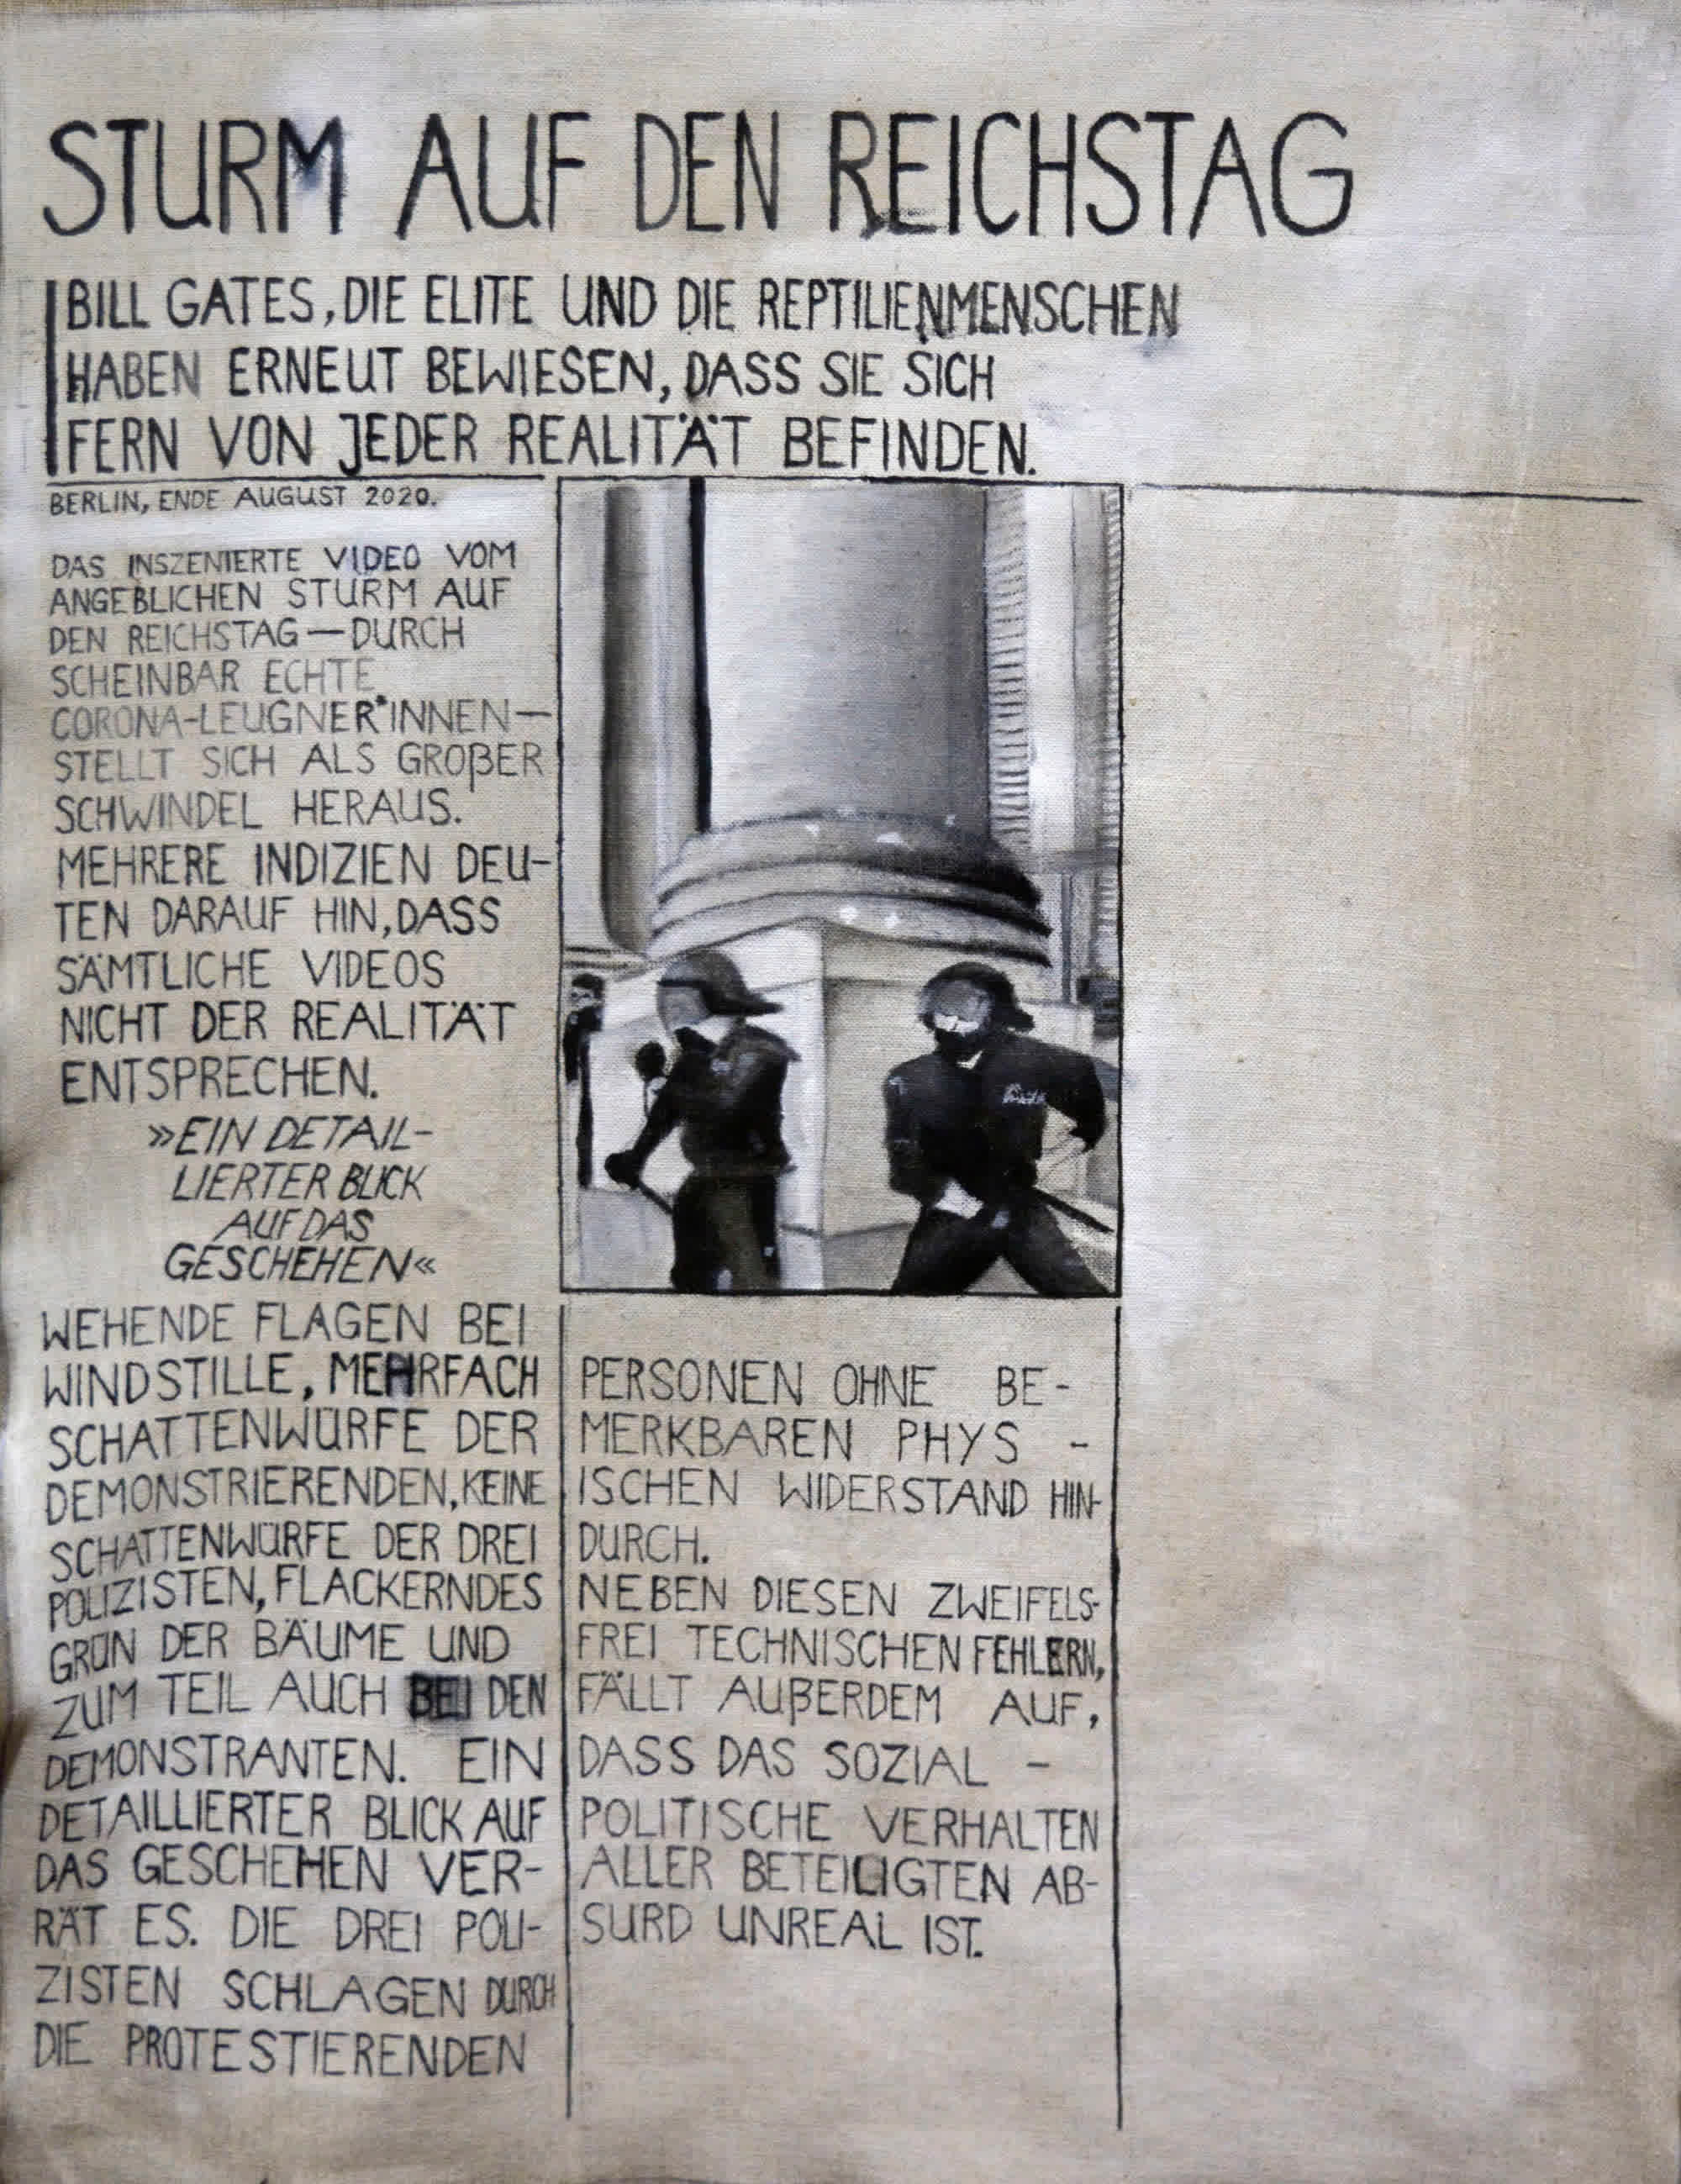 STURM AUF DEN REICHSTAG
BILL GATES, DIE ELITE UND DIE REPTILIENMENSCHEN
HABEN ERNEUT BEWIESEN, DASS SIE SICH
FERN VON JEDER REALITÄT BEFINDEN.
BERLIN, ENDE AUGUST 2020.
DAS INSZENIERTE VIDEO VOM
ANGEBLICHEN STURM AUF
DEN REICHSTAG — DURCH
SCHEINBAR ECHTE
CORONA-LEUGNER*INNEN —
STELLT SICH ALS GROßER
SCHWINDEL HERAUS.
MEHRERE INDIZIEN DEU-
TEN DARAUF HIN, DASS
SÄMTLICHE VIDEOS
NICHT DER REALITÄT
ENTSPRECHEN.
»EIN DETAIL-
LIERTER BLICK
AUF DAS
GESCHEHEN«
WEHENDE FLAGEN BEI
WINDSTILLE, MEHRFACH
SCHATTENWÜRFE DER
DEMONSTRIERENDEN, KEINE
SCHATTENWÜRFE DER DREI
POLIZISTEN, FLACKERNDES
GRÜN DER BÄUME UND
ZUM TEIL AUCH BEI DEN
DEMONSTRANTEN. EIN
DETAILLIERTER BLICK AUF
DAS GESCHEHEN VER-
RÄT ES. DIE DREI POLI-
ZISTEN SCHLAGEN DURCH
DIE PROTESTIERENDEN
PERSONEN OHNE BE-
MERKBAREN PHYS -
ISCHEN WIDERSTAND HIN-
DURCH.
NEBEN DIESEN ZWEIFELS-
FREI TECHNISCHEN FEHLERN,
FÄLLT AUßERDEM AUF,
DASS DAS SOZIAL -
POLITISCHE VERHALTEN
ALLER BETEILIGTEN AB-
SURD UNREAL IST.